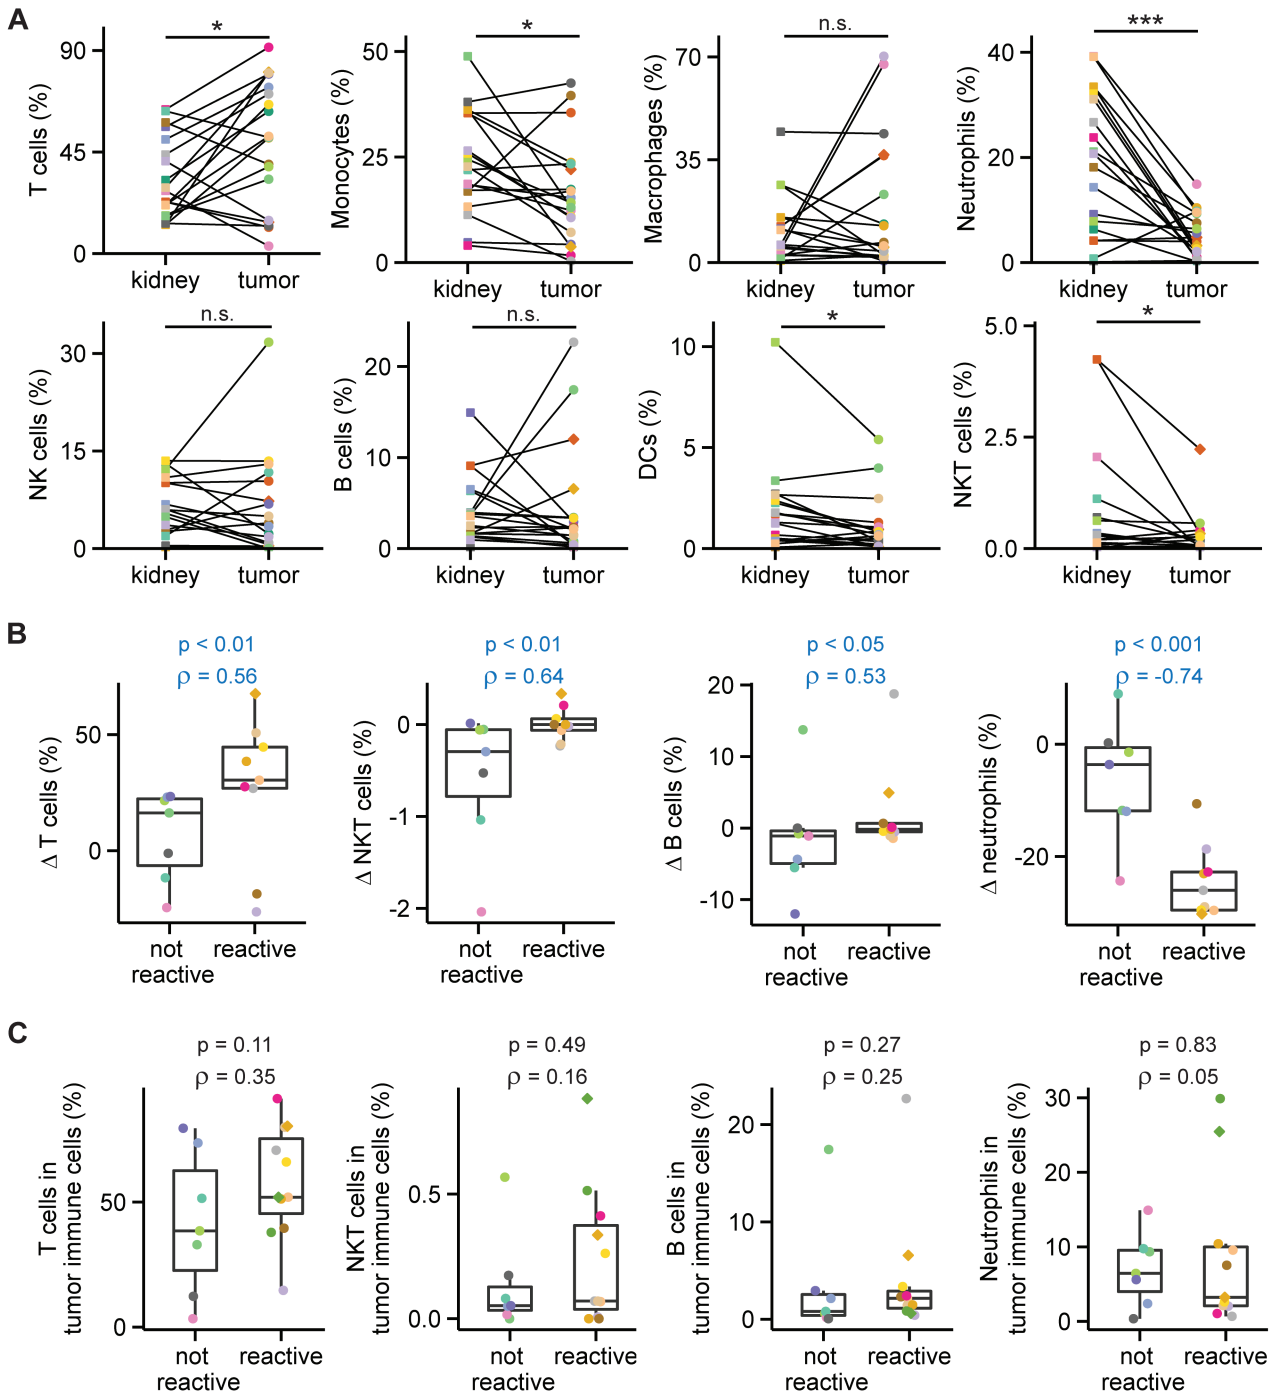 A
T cells (%)
90
45
0
*
kidney tumor
Monocytes (%)
50
25
0
*
kidney tumor
Macrophages (%)
70
35
0
n.s.
kidney tumor
Neutrophils (%)
40
20
0
***
kidney tumor
NK cells (%)
30
15
0
n.s.
kidney tumor
B cells (%)
20
10
0
n.s.
kidney tumor
DCs (%)
10
5
0
*
kidney tumor
NKT cells (%)
5.0
2.5
0.0
*
kidney tumor
B
p < 0.01
ρ = 0.56
Δ T cells (%)
50
0
not reactive
reactive
p < 0.01
ρ = 0.64
Δ NKT cells (%)
0
-1
-2
not reactive
reactive
p < 0.05
ρ = 0.53
Δ B cells (%)
20
10
0
-10
not reactive
reactive
p < 0.001
ρ = -0.74
Δ neutrophils (%)
0
-20
not reactive
reactive
C
p = 0.11
ρ = 0.35
T cells in
tumor immune cells (%)
50
0
not reactive
reactive
p = 0.49
ρ = 0.16
NKT cells in
tumor immune cells (%)
0.5
0.0
not reactive
reactive
p = 0.27
ρ = 0.25
B cells in
tumor immune cells (%)
20
10
0
not reactive
reactive
p = 0.83
ρ = 0.05
Neutrophils in
tumor immune cells (%)
30
20
10
0
not reactive
reactive